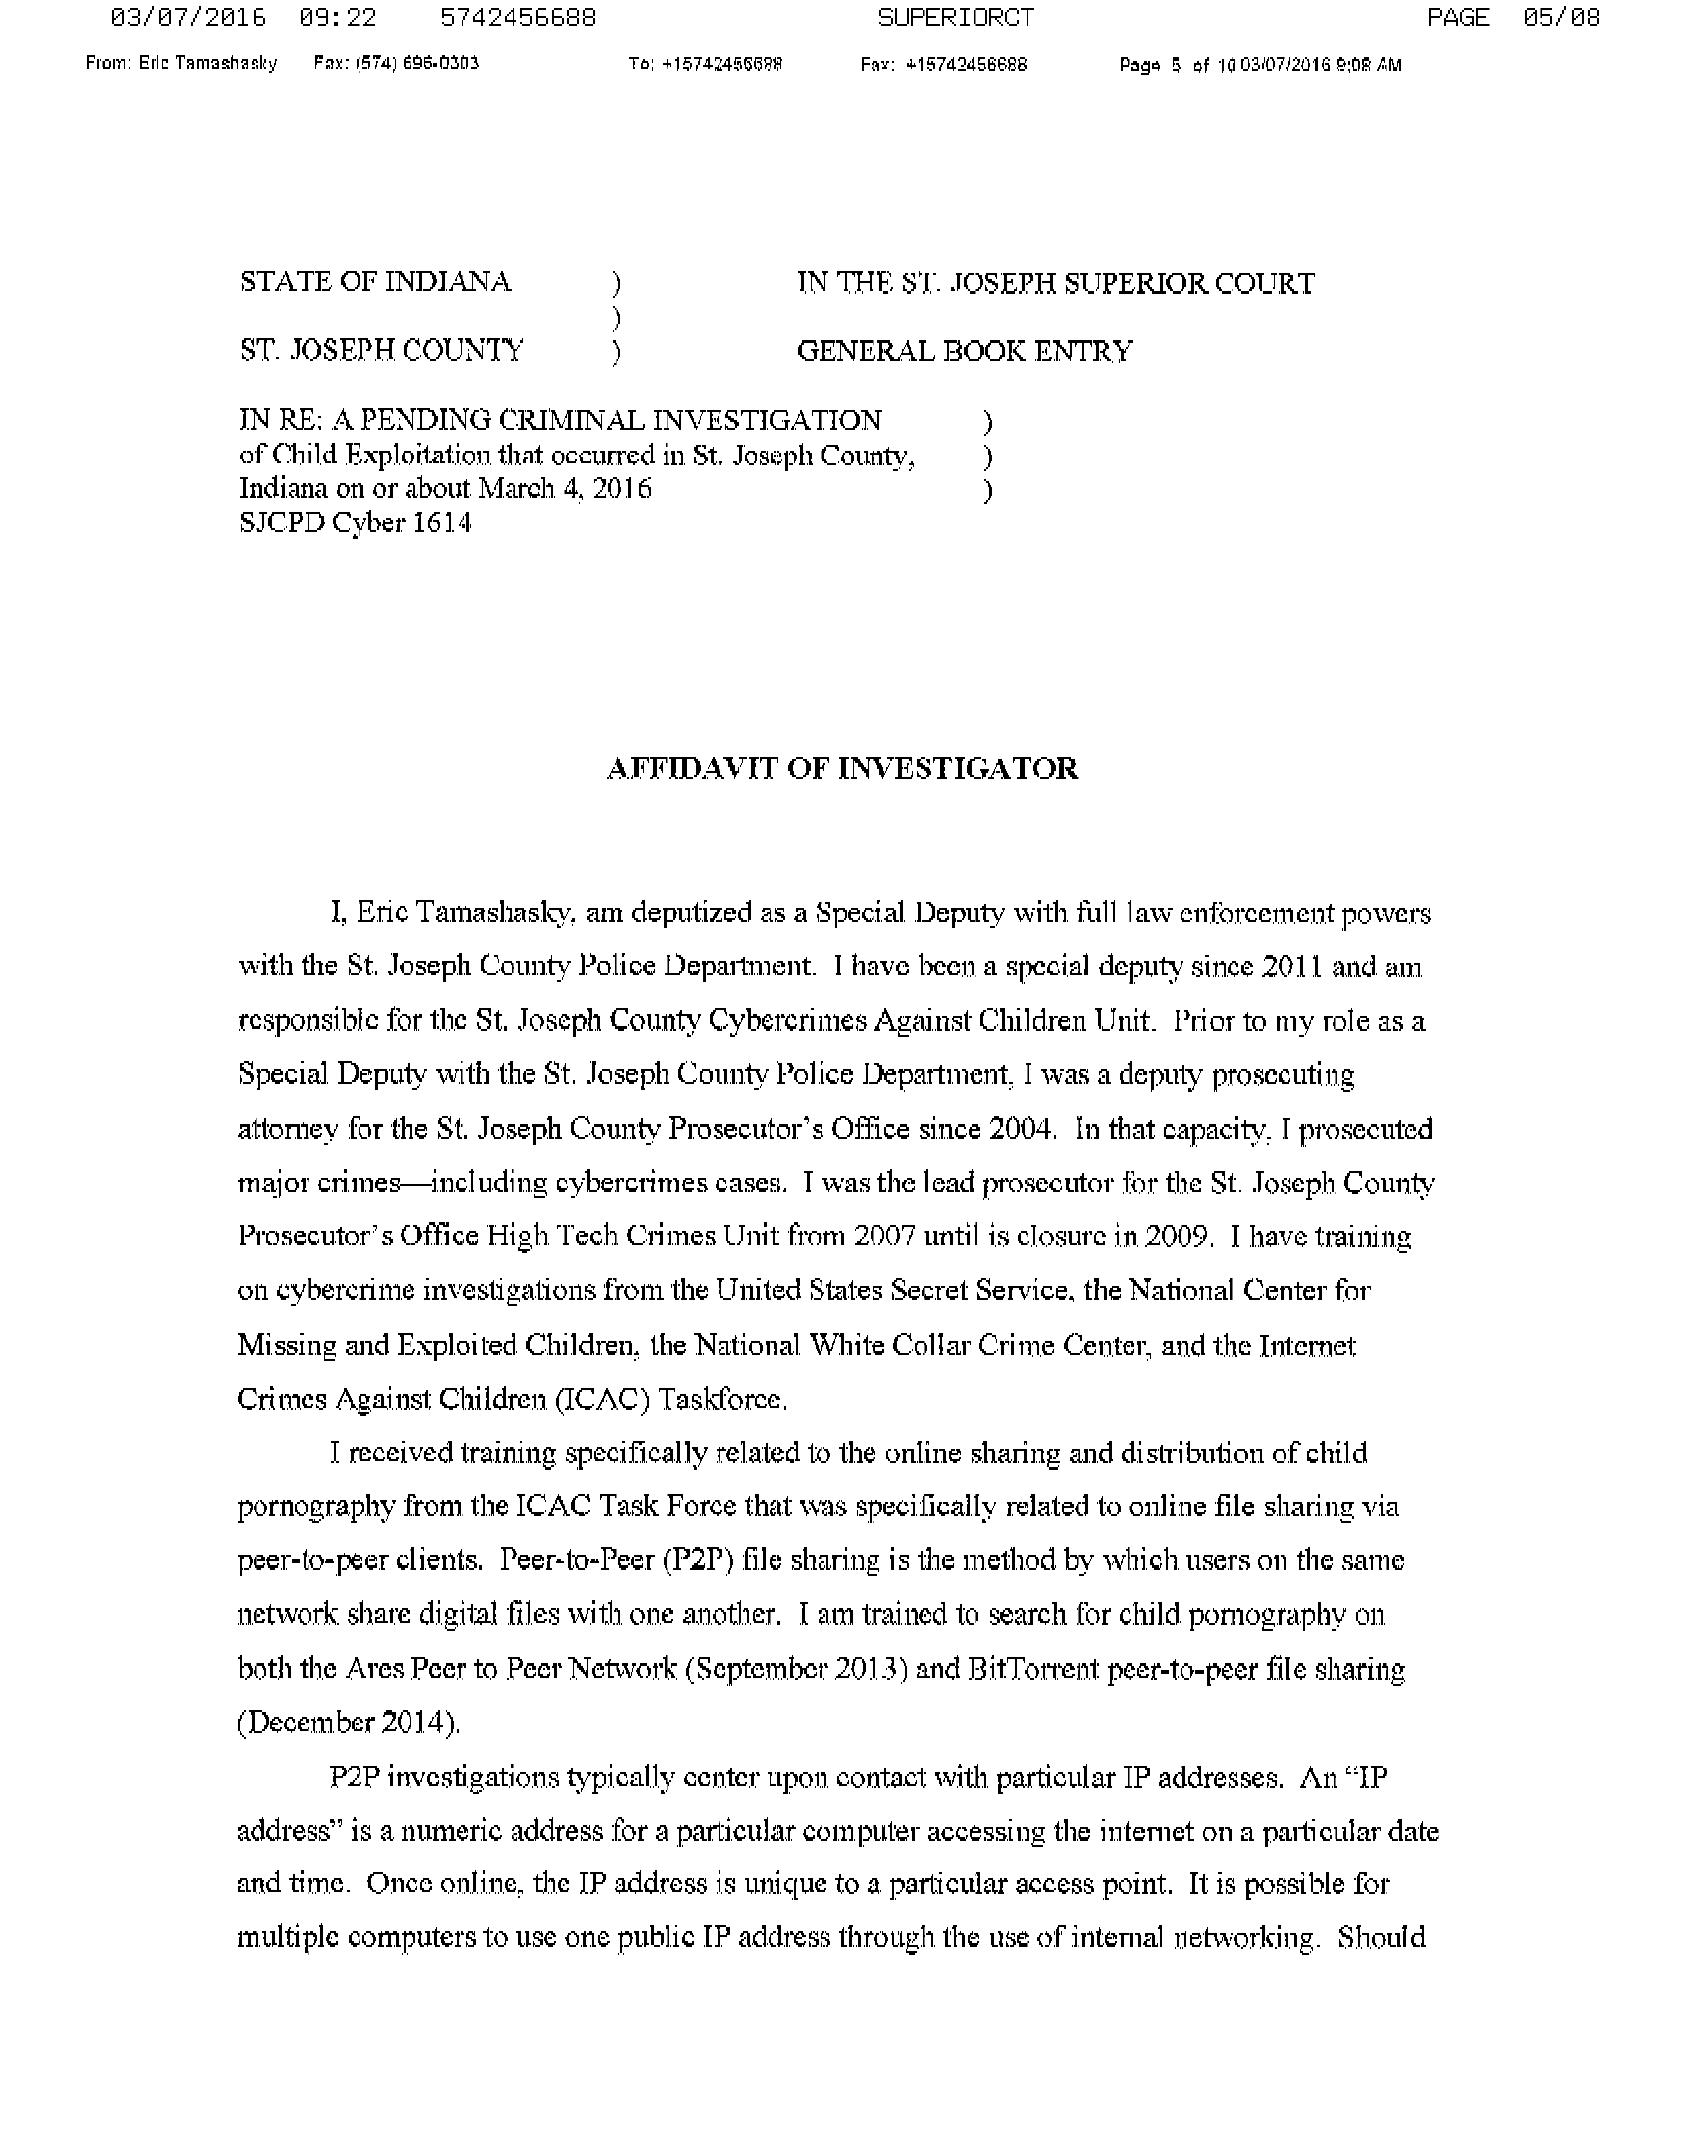 03/07/2016 09:22 5742456688 SUPERIORCT PAGE 05/08
From: Eric Tamashasky Fax: (574) 696-0303 To: +15742456688 Fax: +15742456688 Page 5 of 10 03/07/2016 9:08 AM
STATE OF INDIANA ) IN THE ST. JOSEPH SUPERIOR COURT
)
ST. JOSEPH COUNTY ) GENERAL BOOK ENTRY
IN RE: A PENDING CRIMINAL INVESTIGATION )
of Child Exploitation that occurred in St. Joseph County, )
Indiana on or about March 4, 2016 )
SJCPD Cyber 1614
AFFIDAVIT OF INVESTIGATOR
I, Eric Tamashasky, am deputized as a Special Deputy with full law enforcement powers
with the St. Joseph County Police Department. I have been a special deputy since 2011 and am
responsible for the St. Joseph County Cybercrimes Against Children Unit. Prior to my role as a
Special Deputy with the St. Joseph County Police Department, I was a deputy prosecuting
attorney for the St. Joseph County Prosecutor's Office since 2004. In that capacity, I prosecuted
major crimes—including cybercrimes cases. I was the lead prosecutor for the St. Joseph County
Prosecutor's Office High Tech Crimes Unit from 2007 until is closure in 2009. I have training
on cybercrime investigations from the United States Secret Service, the National Center for
Missing and Exploited Children, the National White Collar Crime Center, and the Internet
Crimes Against Children (ICAC) Taskforce.
I received training specifically related to the online sharing and distribution of child
pornography from the ICAC Task Force that was specifically related to online file sharing via
peer-to-peer clients. Peer-to-Peer (P2P) file sharing is the method by which users on the same
network share digital files with one another. I am trained to search for child pornography on
both the Ares Peer to Peer Network (September 2013) and BitTorrent peer-to-peer file sharing
(December 2014).
P2P investigations typically center upon contact with particular IP addresses. An “IP
address” is a numeric address for a particular computer accessing the internet on a particular date
and time. Once online, the IP address is unique to a particular access point. It is possible for
multiple computers to use one public IP address through the use of internal networking. Should